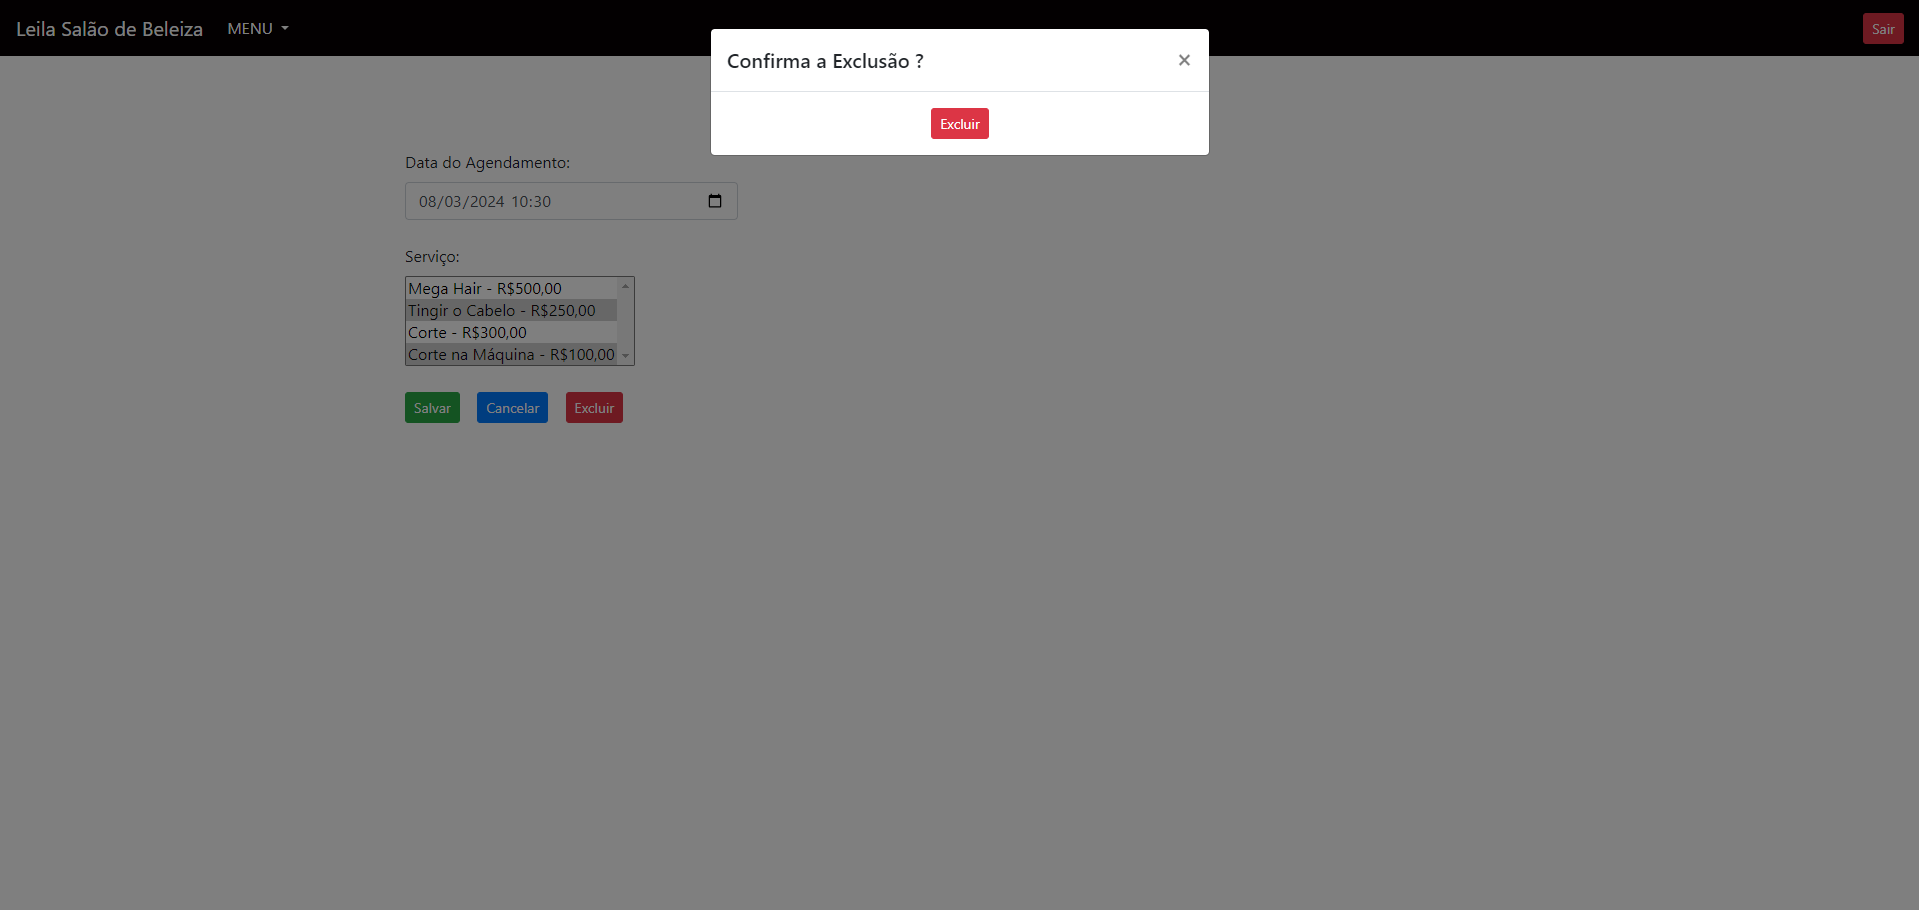 Leila Salão de Beleiza MENU Sair
Confirma a Exclusão ? ×
Excluir
Data do Agendamento:
08/03/2024 10:30
Serviço:
Mega Hair - R$500,00
Tingir o Cabelo - R$250,00
Corte - R$300,00
Corte na Máquina - R$100,00
Salvar Cancelar Excluir